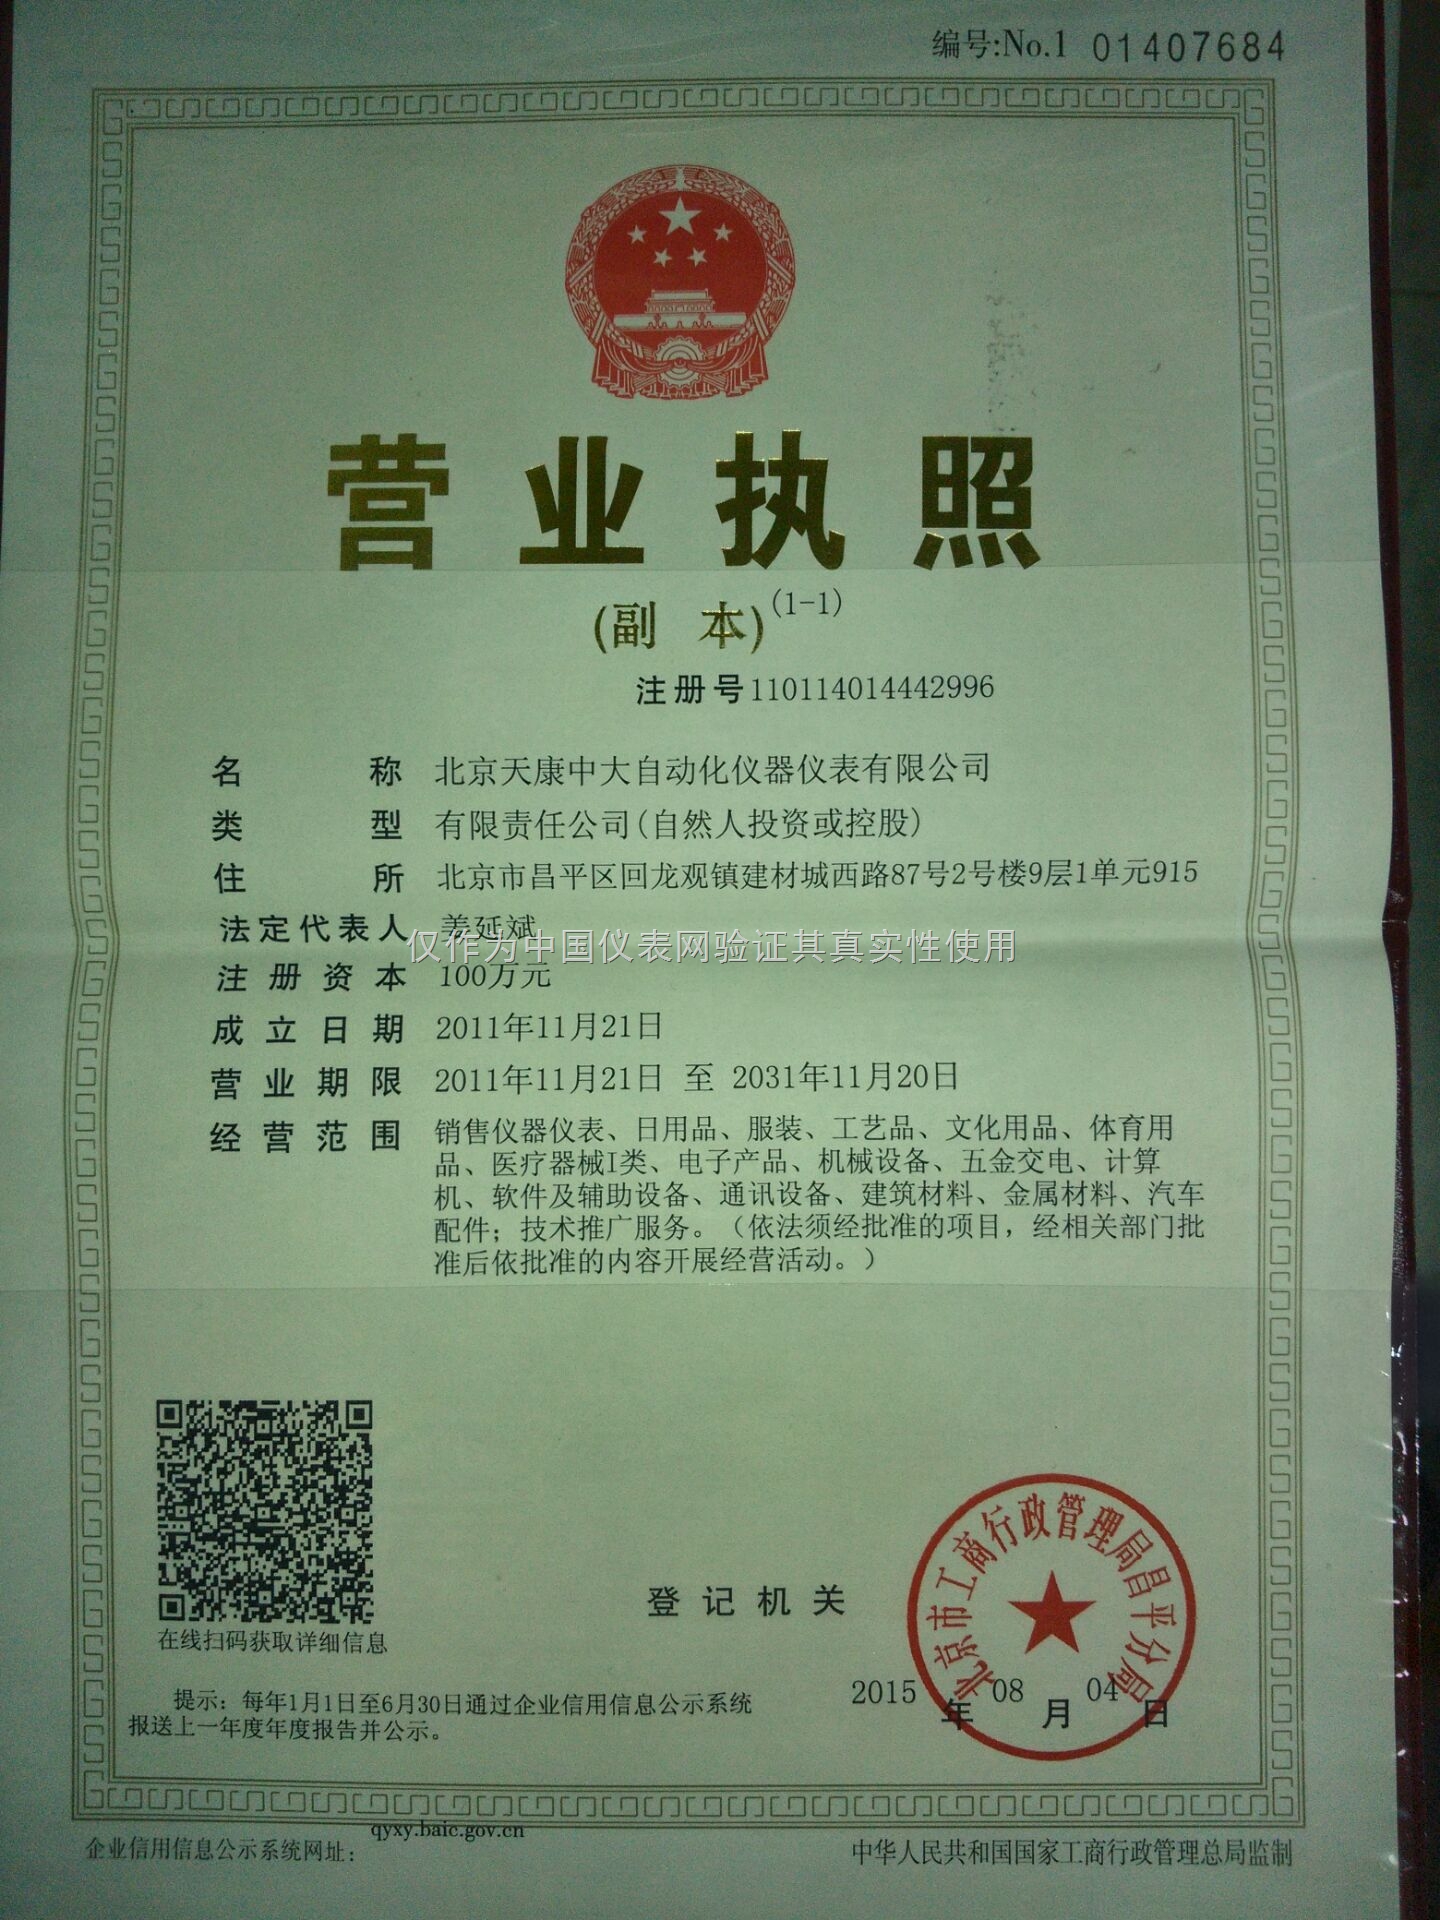 编号:No.1 01407684
营业执照
(副 本)(1-1)
注册号110114014442996
名 称 北京天康中大自动化仪器仪表有限公司
类 型 有限责任公司(自然人投资或控股)
住 所 北京市昌平区回龙观镇建材城西路87号2号楼9层1单元915
法定代表人 姜延斌
仅作为中国仪表网验证其真实性使用
注册资本 100万元
成立日期 2011年11月21日
营业期限 2011年11月21日 至 2031年11月20日
经营范围 销售仪器仪表、日用品、服装、工艺品、文化用品、体育用
品、医疗器械I类、电子产品、机械设备、五金交电、计算
机、软件及辅助设备、通讯设备、建筑材料、金属材料、汽车
配件；技术推广服务。（依法须经批准的项目，经相关部门批
准后依批准的内容开展经营活动。）
在线扫码获取详细信息
登记机关
北京市工商行政管理局昌平分局
2015年08月04日
提示：每年1月1日至6月30日通过企业信用信息公示系统
报送上一年度年度报告并公示。
企业信用信息公示系统网址：qyxy.baic.gov.cn
中华人民共和国国家工商行政管理总局监制